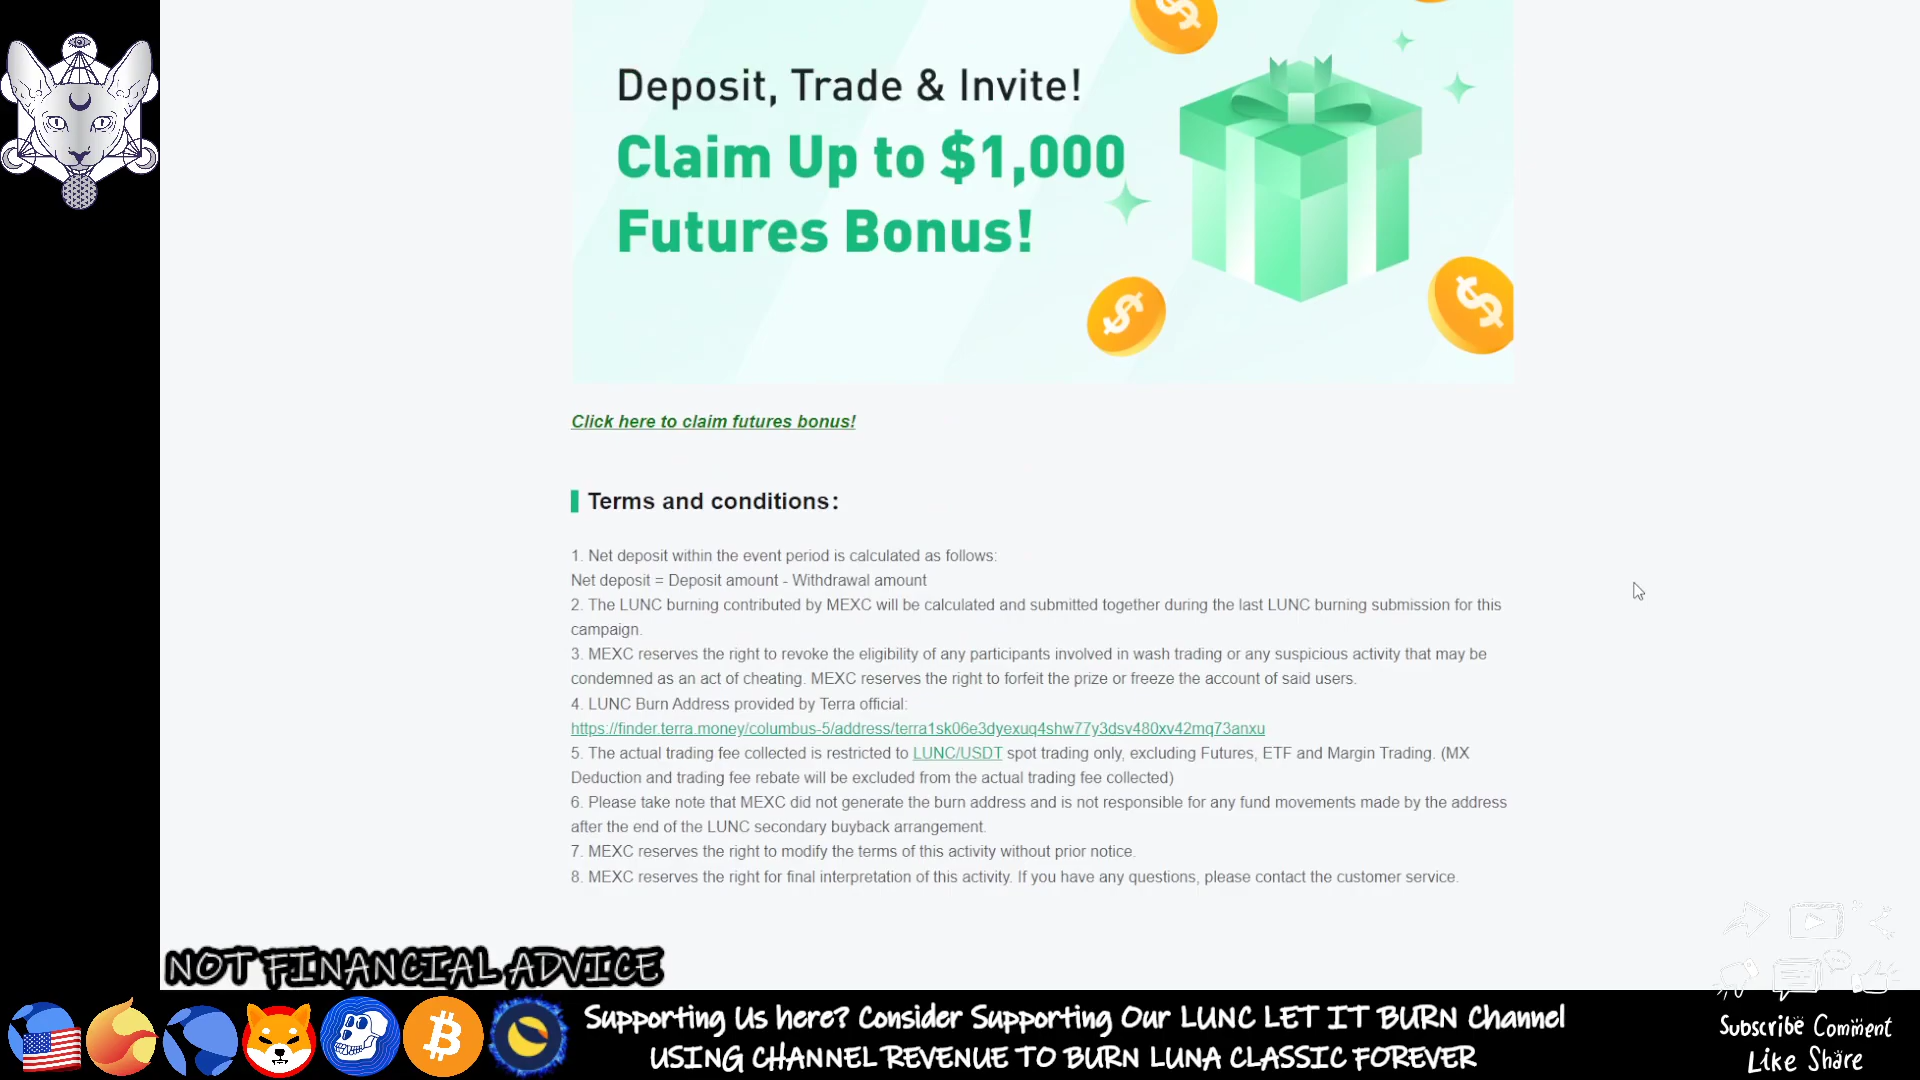 Deposit, Trade & Invite!
Claim Up to $1,000
Futures Bonus!
Click here to claim futures bonus!
Terms and conditions:
1. Net deposit within the event period is calculated as follows:
Net deposit = Deposit amount - Withdrawal amount
2. The LUNC burning contributed by MEXC will be calculated and submitted together during the last LUNC burning submission for this
campaign.
3. MEXC reserves the right to revoke the eligibility of any participants involved in wash trading or any suspicious activity that may be
condemned as an act of cheating. MEXC reserves the right to forfeit the prize or freeze the account of said users.
4. LUNC Burn Address provided by Terra official:
https://finder.terra.money/columbus-5/address/terra1sk06e3dyexuq4shw77y3dsv480xv42mq73anxu
5. The actual trading fee collected is restricted to LUNC/USDT spot trading only, excluding Futures, ETF and Margin Trading. (MX
Deduction and trading fee rebate will be excluded from the actual trading fee collected)
6. Please take note that MEXC did not generate the burn address and is not responsible for any fund movements made by the address
after the end of the LUNC secondary buyback arrangement.
7. MEXC reserves the right to modify the terms of this activity without prior notice.
8. MEXC reserves the right for final interpretation of this activity. If you have any questions, please contact the customer service.
NOT FINANCIAL ADVICE
Supporting Us here? Consider Supporting Our LUNC LET IT BURN Channel
USING CHANNEL REVENUE TO BURN LUNA CLASSIC FOREVER
Subscribe Comment
Like Share